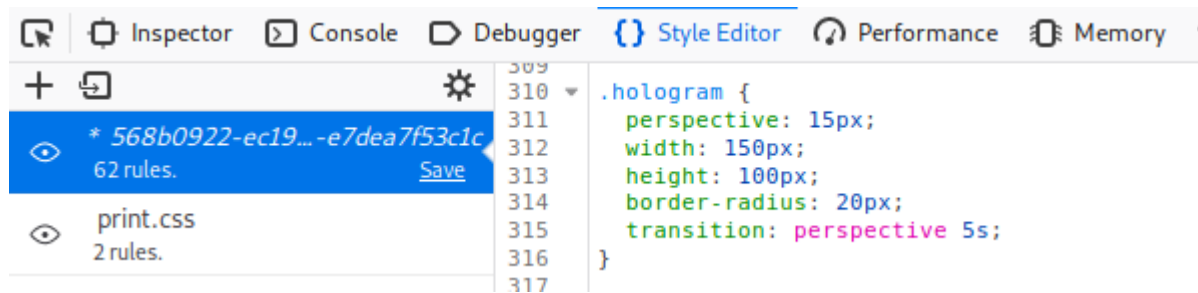 Inspector Console Debugger {} Style Editor Performance Memory
309
310 .hologram {
* 568b0922-ec19...-e7dea7f53c1c
62 rules. Save
311 perspective: 15px;
312 width: 150px;
313 height: 100px;
314 border-radius: 20px;
print.css
2 rules.
315 transition: perspective 5s;
316 }
317